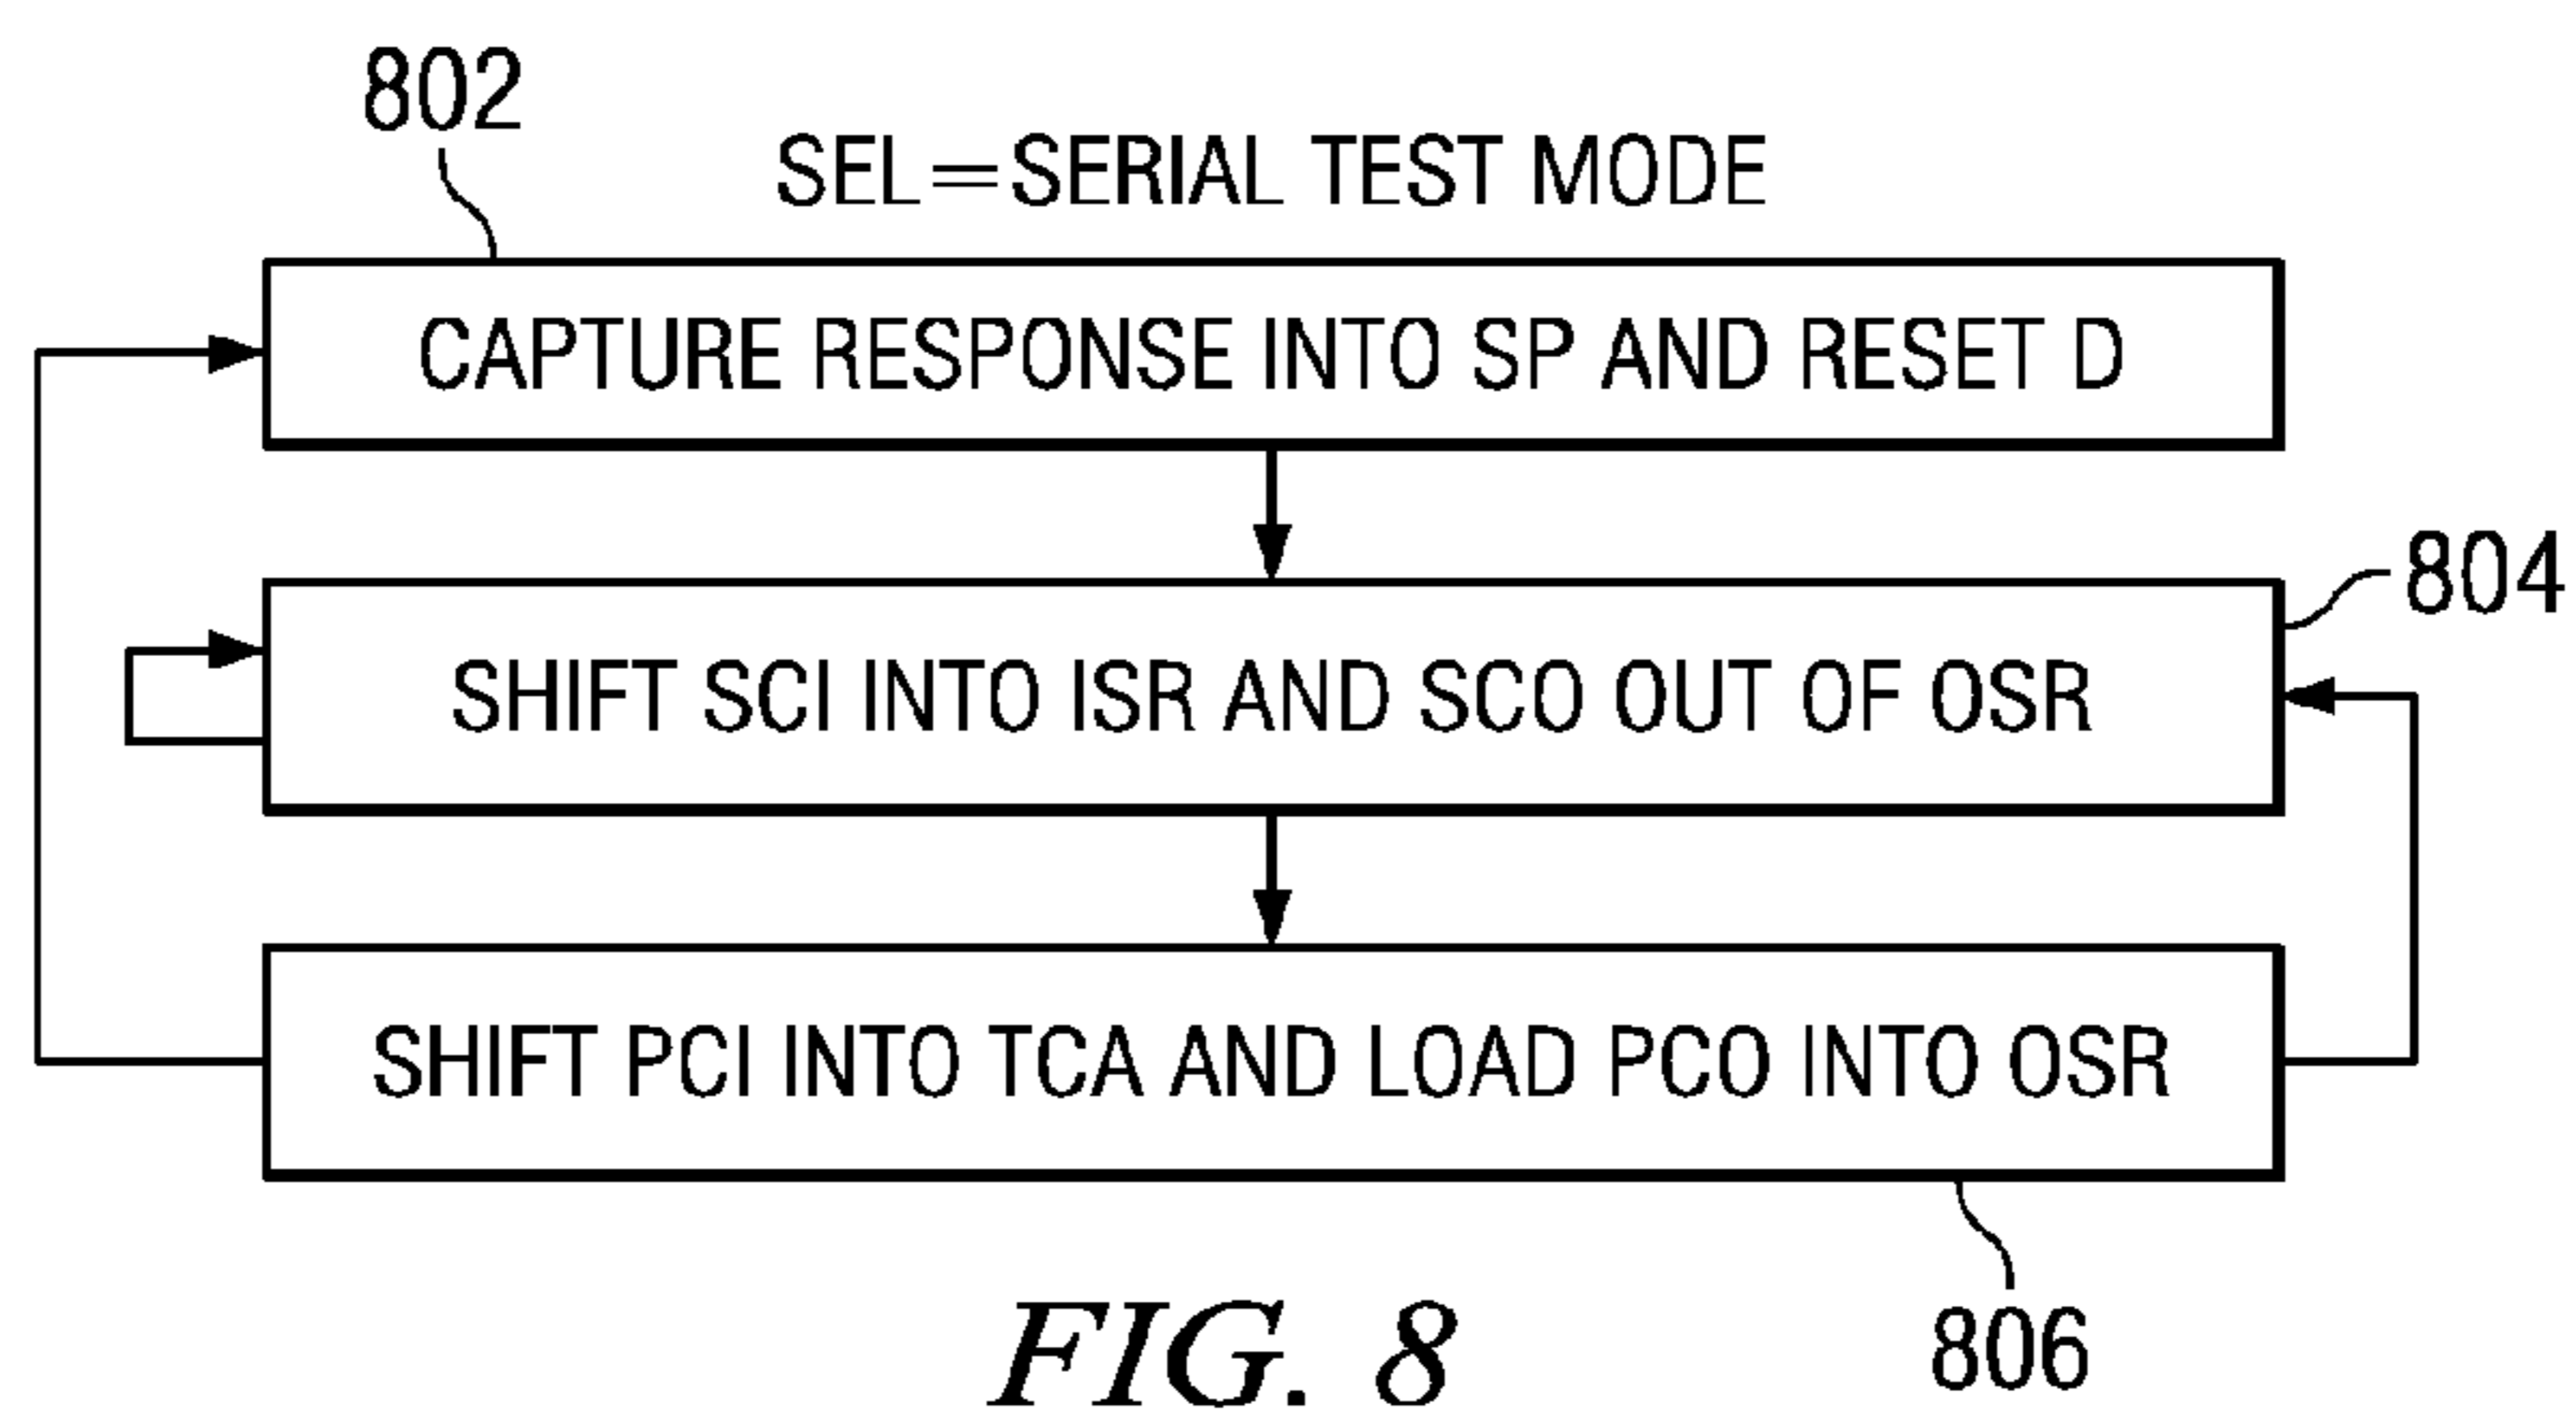 802
SEL=SERIAL TEST MODE
CAPTURE RESPONSE INTO SP AND RESET D
804
SHIFT SCI INTO ISR AND SCO OUT OF OSR
SHIFT PCI INTO TCA AND LOAD PCO INTO OSR
806
FIG. 8